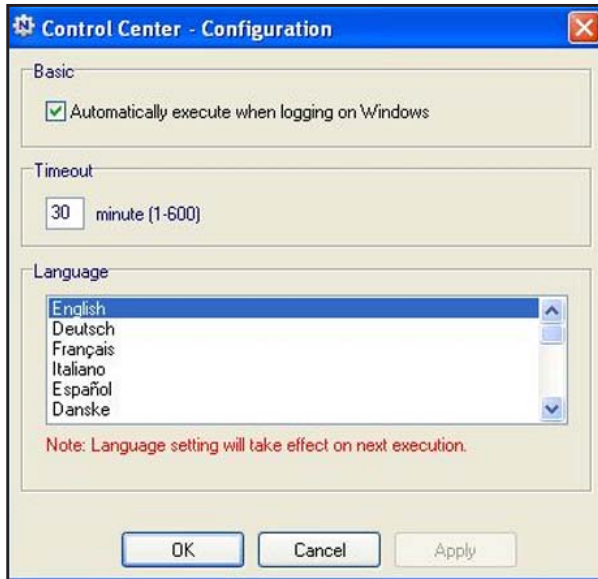 Control Center - Configuration
Basic
Automatically execute when logging on Windows
Timeout
30 minute (1-600)
Language
English
Deutsch
Français
Italiano
Español
Danske
Note: Language setting will take effect on next execution.
OK Cancel Apply